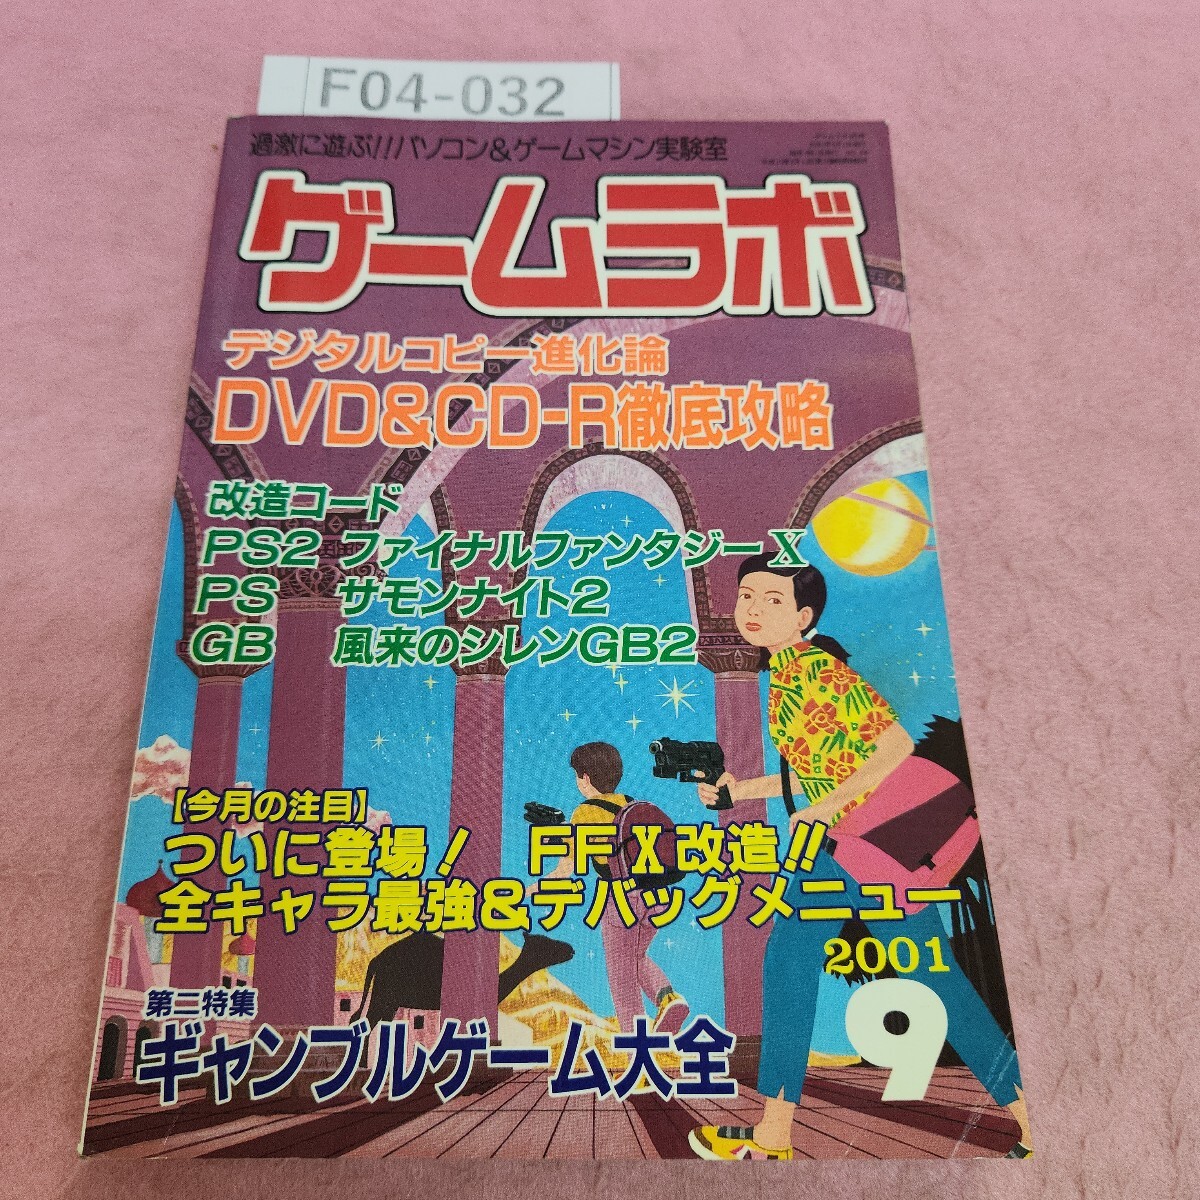 F04-032
過激に遊ぶ!!パソコン&ゲームマシン実験室
ゲームラボ
デジタルコピー進化論
DVD&CD-R徹底攻略
改造コード
PS2 ファイナルファンタジーX
PS サモンナイト2
GB 風来のシレンGB2
【今月の注目】
ついに登場! FFX改造!!
全キャラ最強&デバッグメニュー
2001
9
第二特集
ギャンブルゲーム大全